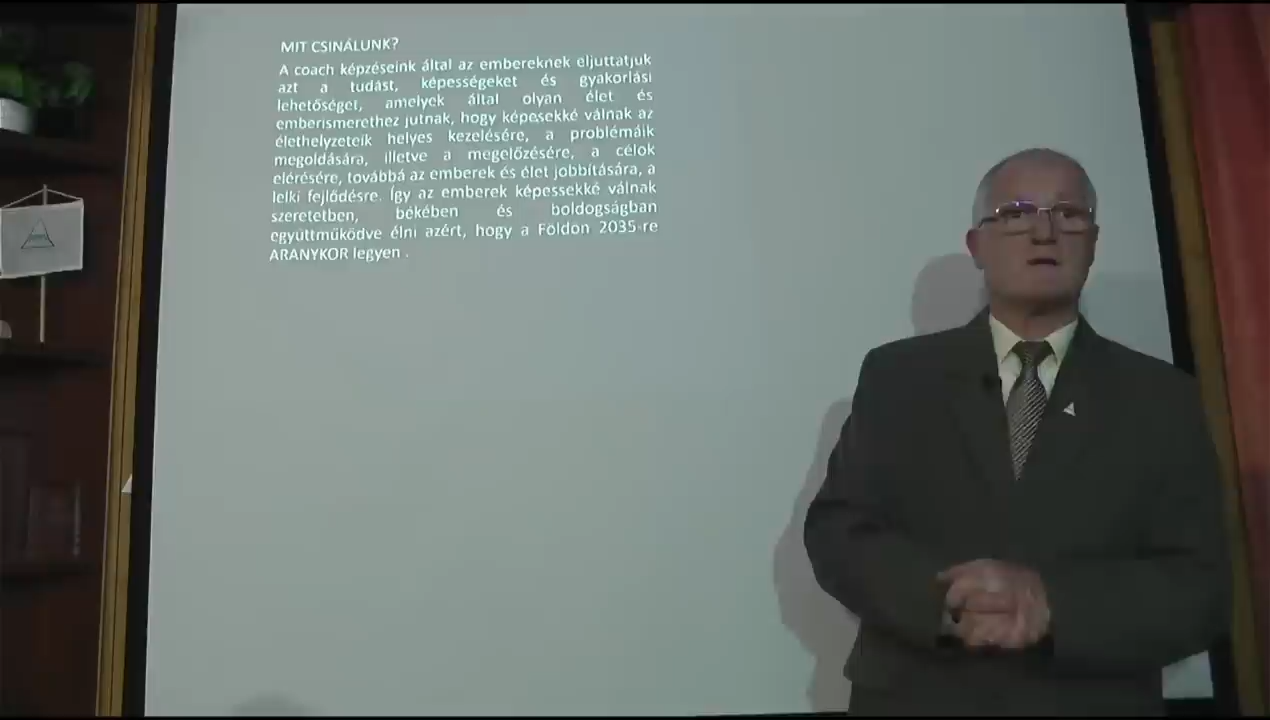 MIT CSINÁLUNK?
A coach képzéseink által az embereknek eljuttatjuk
azt a tudást, képességeket és gyakorlási
lehetőséget, amelyek által olyan élet és
emberismerethez jutnak, hogy képesekké válnak az
élethelyzeteik helyes kezelésére, a problémáik
megoldására, illetve a megelőzésére, a célok
elérésére, továbbá az emberek és élet jobbítására, a
lelki fejlődésre. Így az emberek képessekké válnak
szeretetben, békében és boldogságban
együttműködve élni azért, hogy a Földön 2035-re
ARANYKOR legyen .